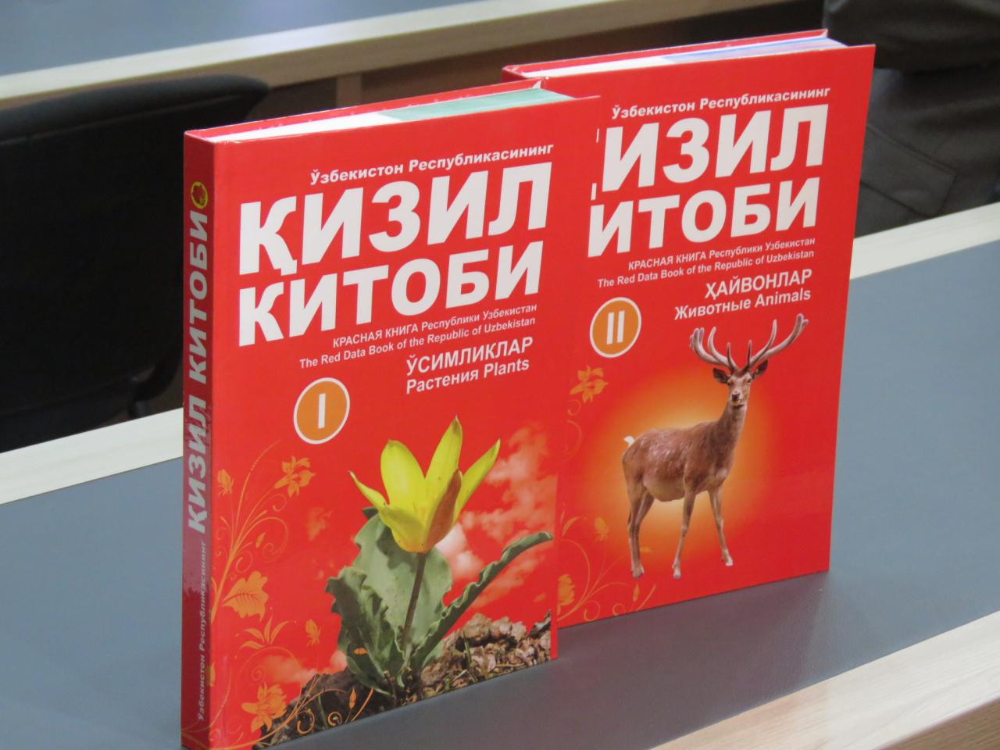 Ўзбекистон Республикасининг
ҚИЗИЛ
КИТОБИ
КРАСНАЯ КНИГА Республики Узбекистан
The Red Data Book of the Republic of Uzbekistan
ЎСИМЛИКЛАР
Растения Plants
I
Ўзбекистон Республикасининг ҚИЗИЛ КИТОБИ
Ўзбекистон Республикасининг
ИЗИЛ
ИТОБИ
КРАСНАЯ КНИГА Республики Узбекистан
The Red Data Book of the Republic of Uzbekistan
ҲАЙВОНЛАР
Животные Animals
II